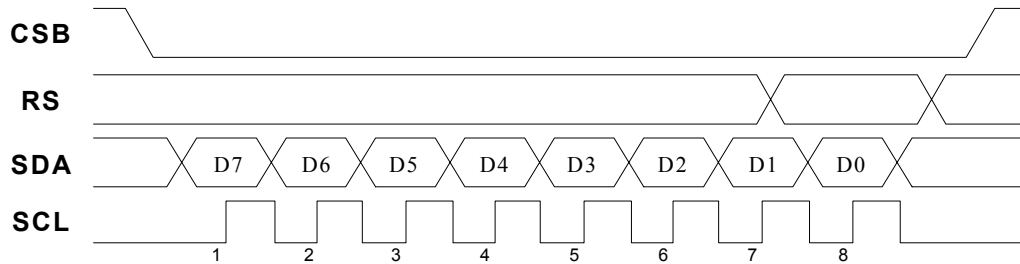 CSB
RS
SDA D7 D6 D5 D4 D3 D2 D1 D0
SCL
1 2 3 4 5 6 7 8